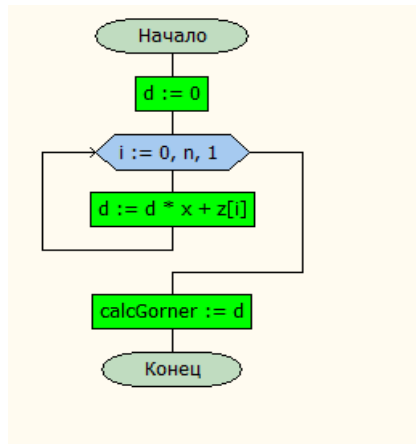 Начало
d := 0
i := 0, n, 1
d := d * x + z[i]
calcGorner := d
Конец